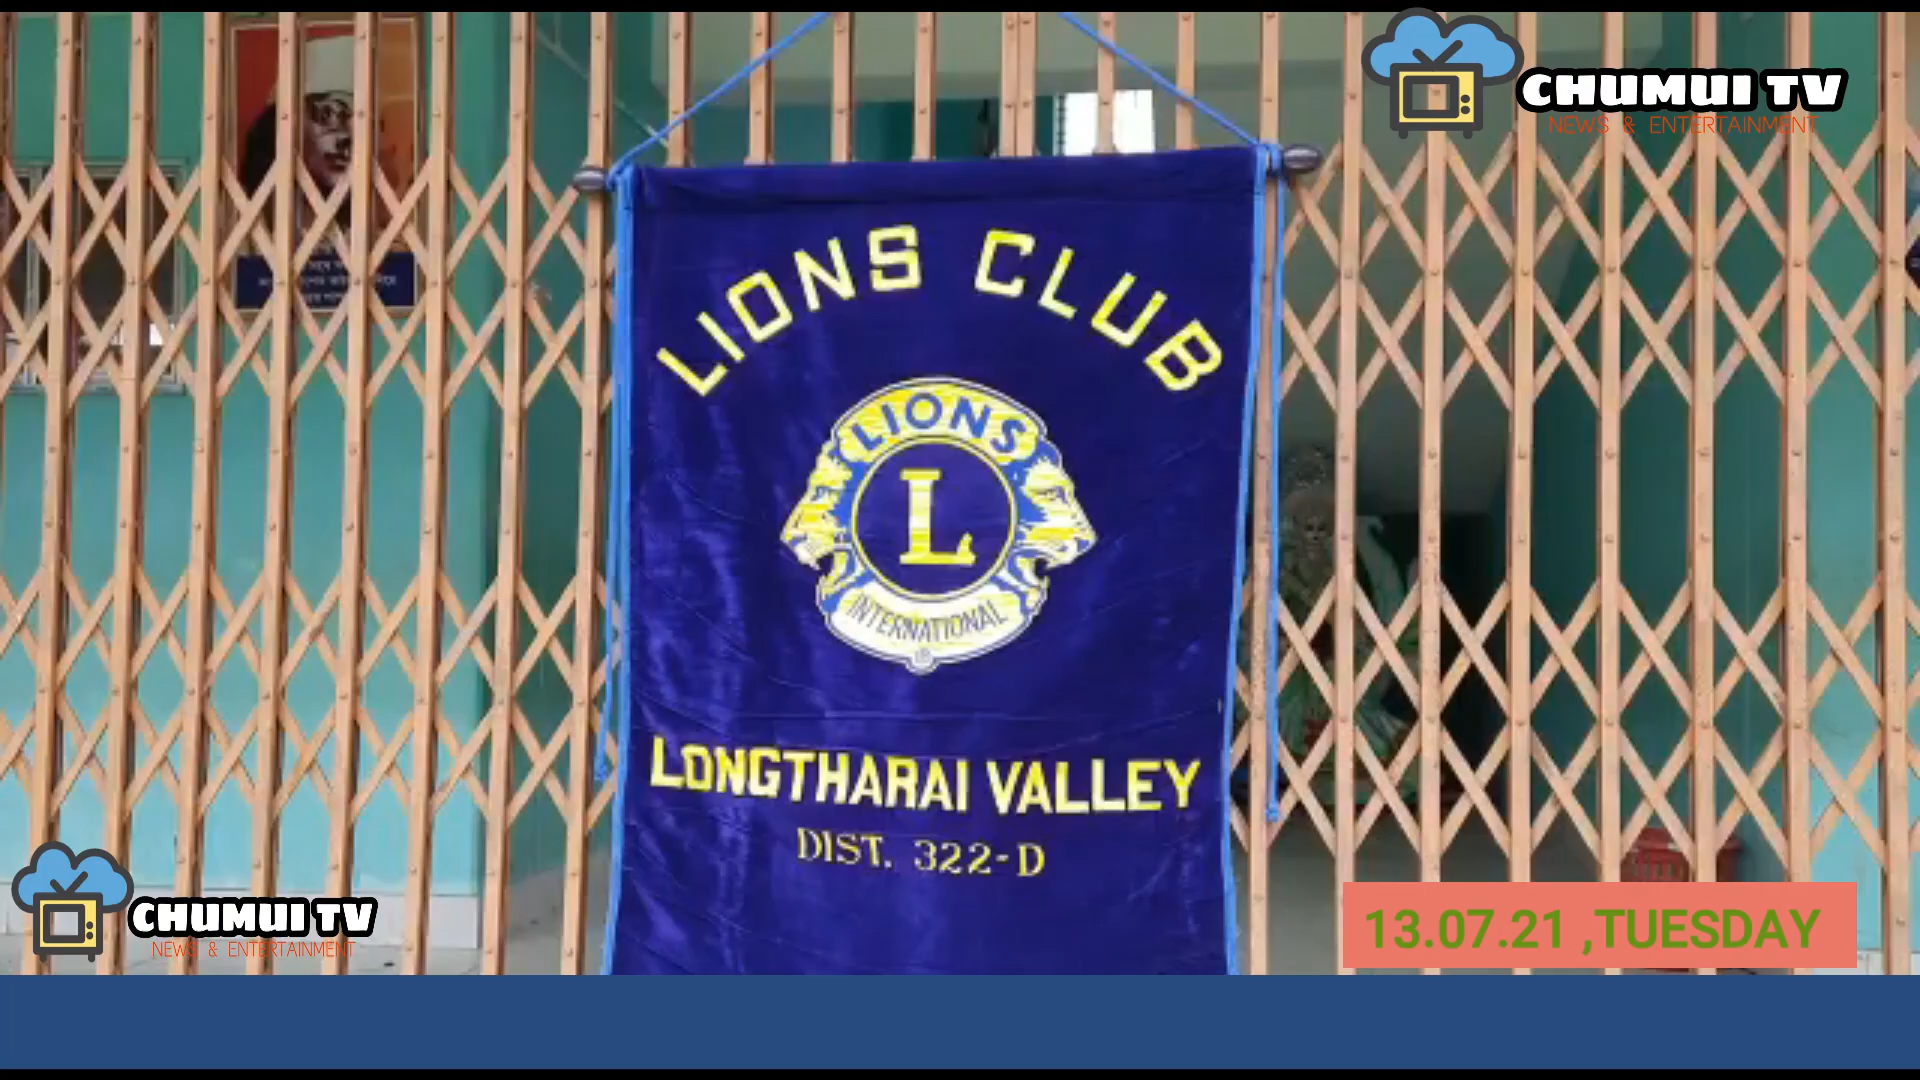 CHUMUI TV
NEWS & ENTERTAINMENT
LIONS CLUB
LIONS
L
INTERNATIONAL
LONGTHARAI VALLEY
DIST. 322-D
CHUMUI TV
NEWS & ENTERTAINMENT
13.07.21 ,TUESDAY